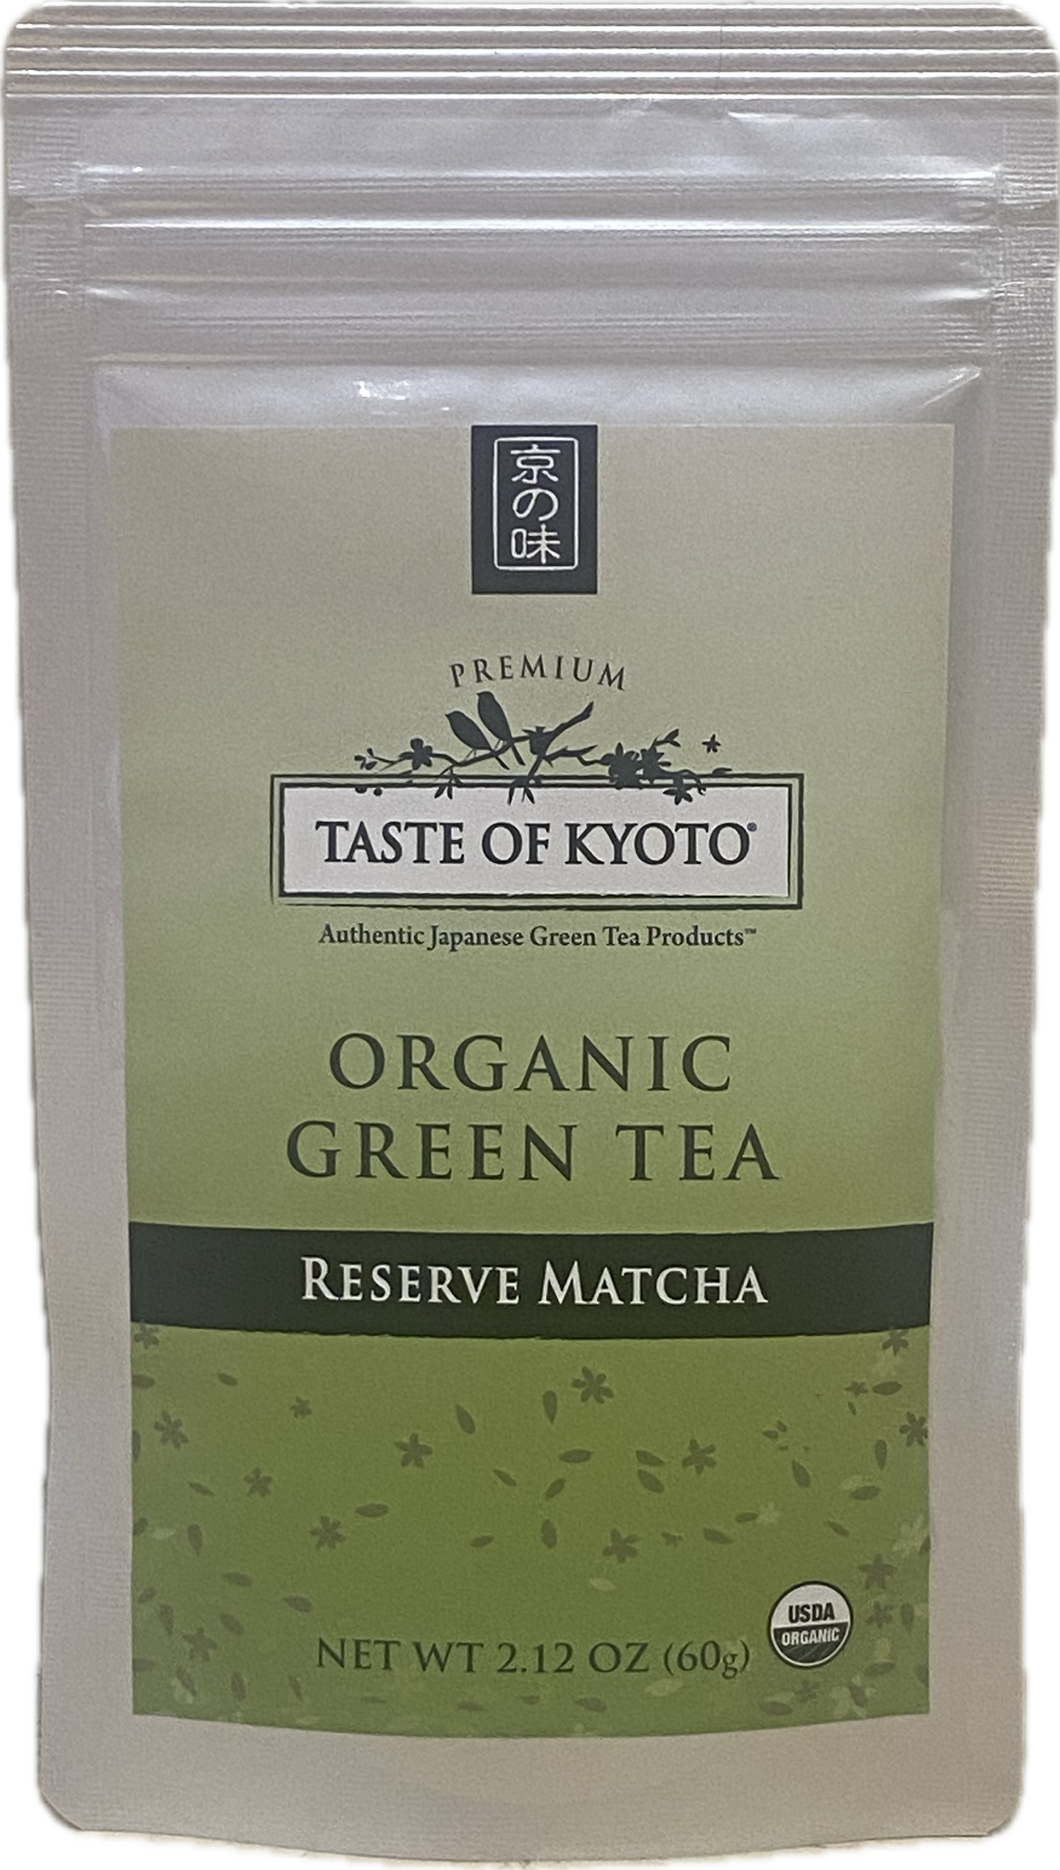 京の味
PREMIUM
TASTE OF KYOTO®
Authentic Japanese Green Tea Products™
ORGANIC
GREEN TEA
RESERVE MATCHA
USDA
ORGANIC
NET WT 2.12 OZ (60g)